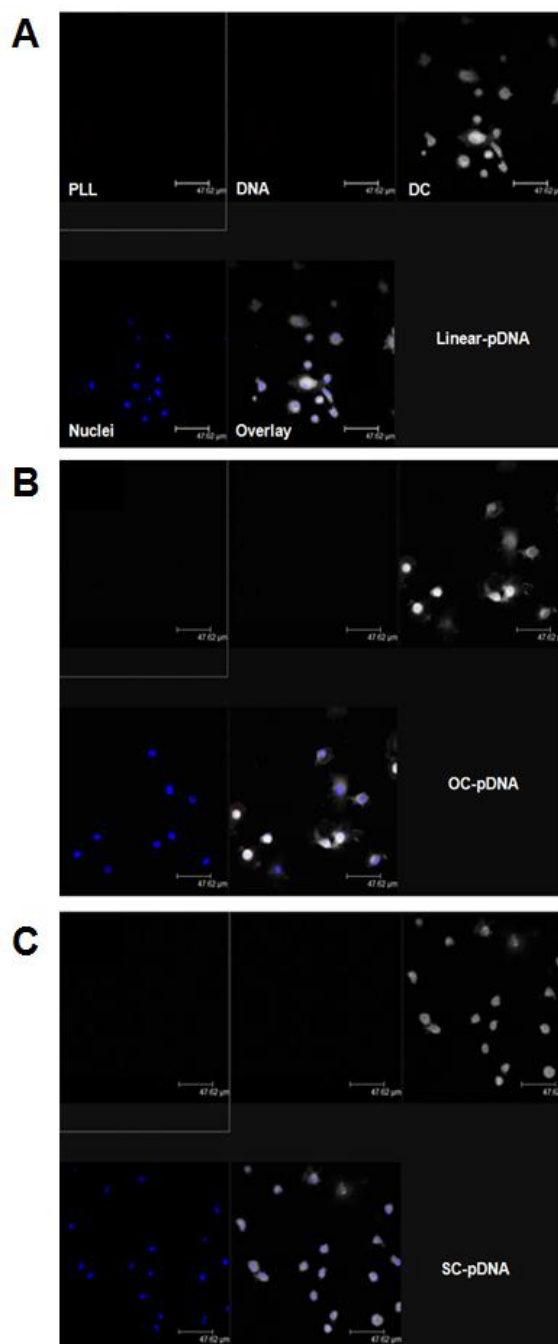 A
PLL
47.62 µm
DNA
47.62 µm
DC
47.62 µm
Nuclei
47.62 µm
Overlay
47.62 µm
Linear-pDNA
B
47.62 µm
47.62 µm
47.62 µm
47.62 µm
47.62 µm
OC-pDNA
C
47.62 µm
47.62 µm
47.62 µm
47.62 µm
47.62 µm
SC-pDNA